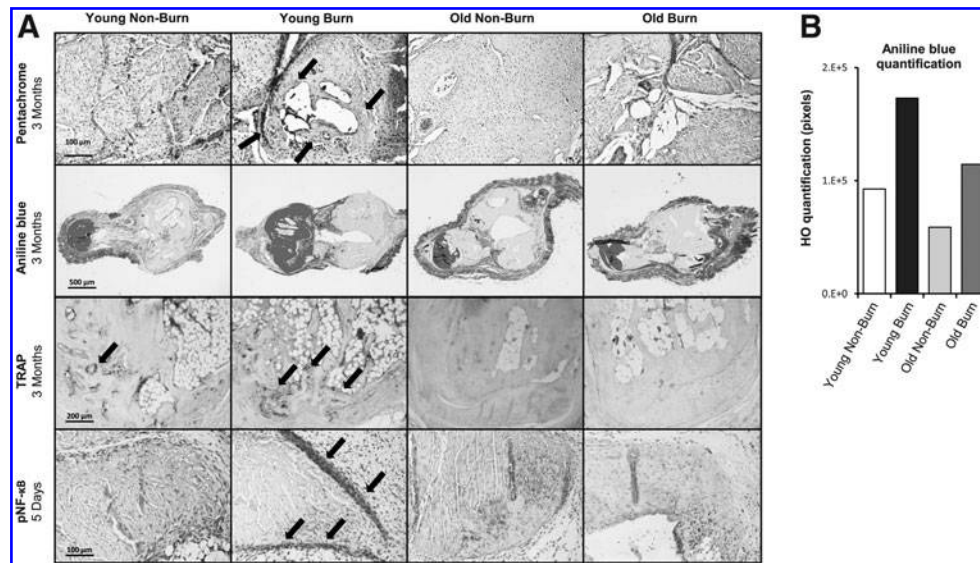 A
Young Non-Burn
Young Burn
Old Non-Burn
Old Burn
Pentachrome
3 Months
100 µm
Aniline blue
3 Months
500 µm
TRAP
3 Months
200 µm
pNF-κB
5 Days
100 µm
B
Aniline blue
quantification
HO quantification (pixels)
2.E+5
1.E+5
0.E+0
Young Non-Burn
Young Burn
Old Non-Burn
Old Burn